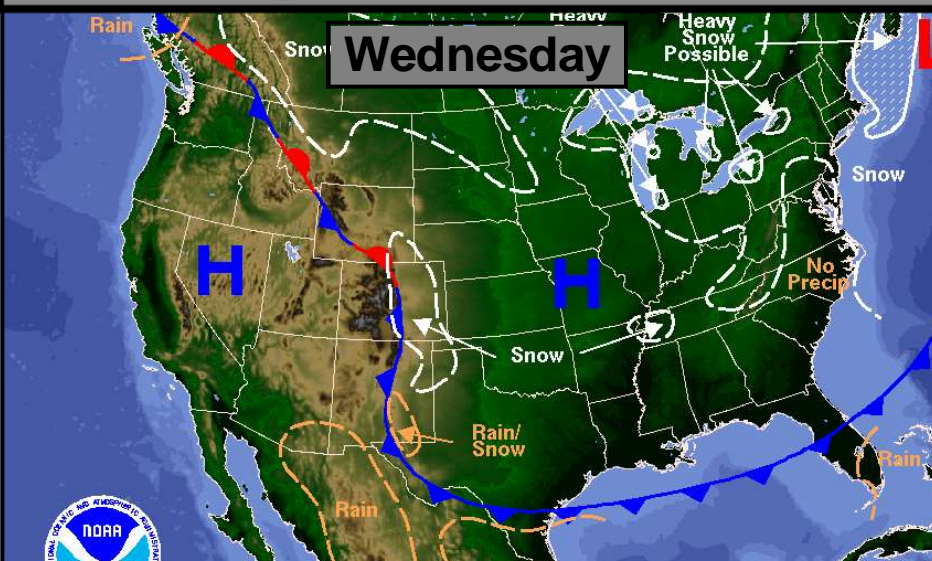 Rain
Snow
Wednesday
Heavy
Heavy
Snow
Possible
L
Snow
H
H
No
Precip
Snow
Rain/
Snow
Rain
Rain
NOAA